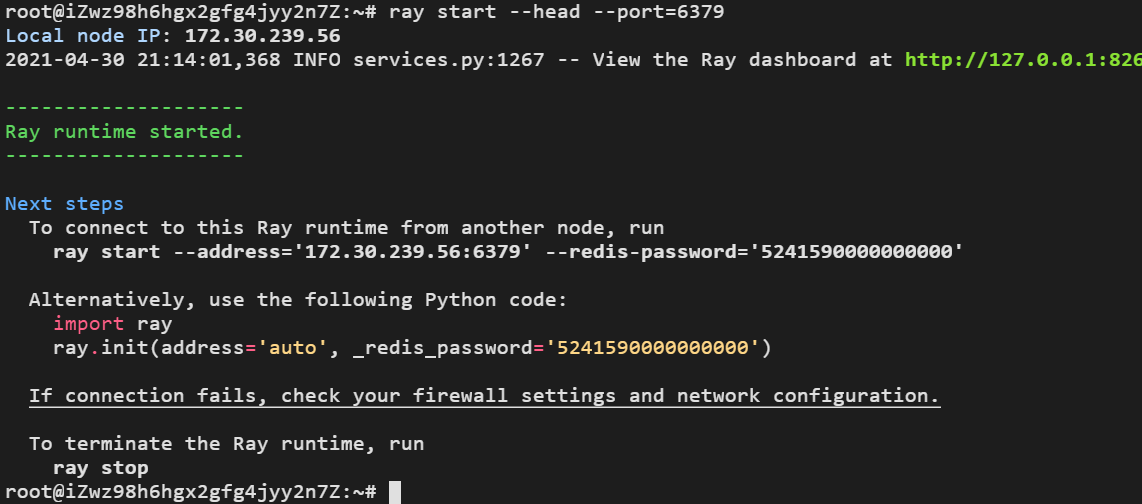 root@iZwz98h6hgx2gfg4jyy2n7Z:~# ray start --head --port=6379
Local node IP: 172.30.239.56
2021-04-30 21:14:01,368 INFO services.py:1267 -- View the Ray dashboard at http://127.0.0.1:826
--------------------
Ray runtime started.
--------------------
Next steps
To connect to this Ray runtime from another node, run
ray start --address='172.30.239.56:6379' --redis-password='5241590000000000'
Alternatively, use the following Python code:
import ray
ray.init(address='auto', _redis_password='5241590000000000')
If connection fails, check your firewall settings and network configuration.
To terminate the Ray runtime, run
ray stop
root@iZwz98h6hgx2gfg4jyy2n7Z:~#